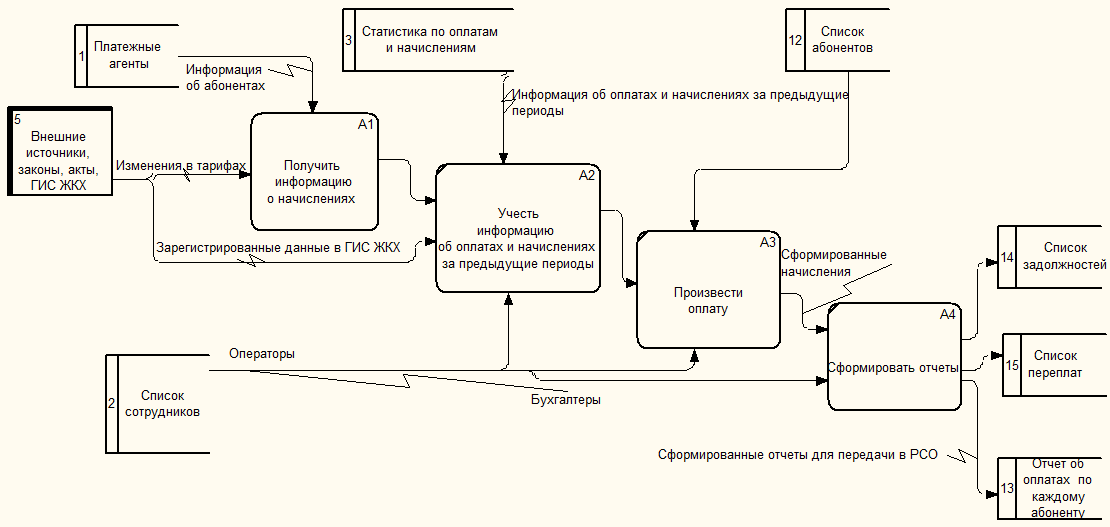 1
Платежные
агенты
3
Статистика по оплатам
и начислениям
12
Список
абонентов
Информация
об абонентах
Информация об оплатах и начислениях за предыдущие
периоды
5
Внешние
источники,
законы, акты,
ГИС ЖКХ
Изменения в тарифах
A1
Получить
информацию
о начислениях
A2
Учесть
информацию
об оплатах и начислениях
за предыдущие периоды
Зарегистрированные данные в ГИС ЖКХ
A3
Произвести
оплату
Сформированные
начисления
14
Список
задолжностей
A4
Сформировать отчеты
15
Список
переплат
Операторы
2
Список
сотрудников
Бухгалтеры
Сформированные отчеты для передачи в РСО
13
Отчет об
оплатах по
каждому
абоненту